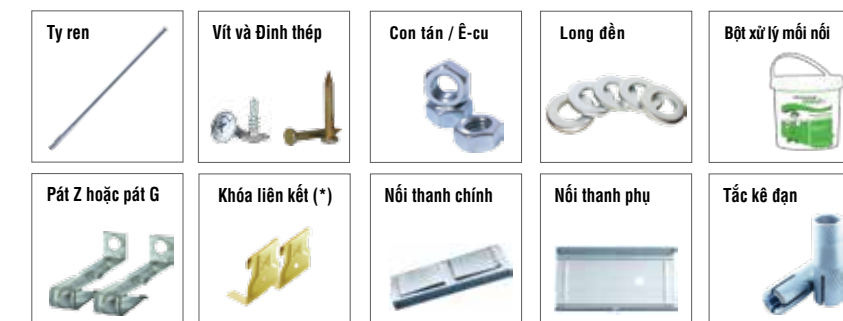 Ty ren
Vít và Đinh thép
Con tán / Ê-cu
Long đền
Bột xử lý mối nối
Pát Z hoặc pát G
Khóa liên kết (*)
Nối thanh chính
Nối thanh phụ
Tắc kê đạn